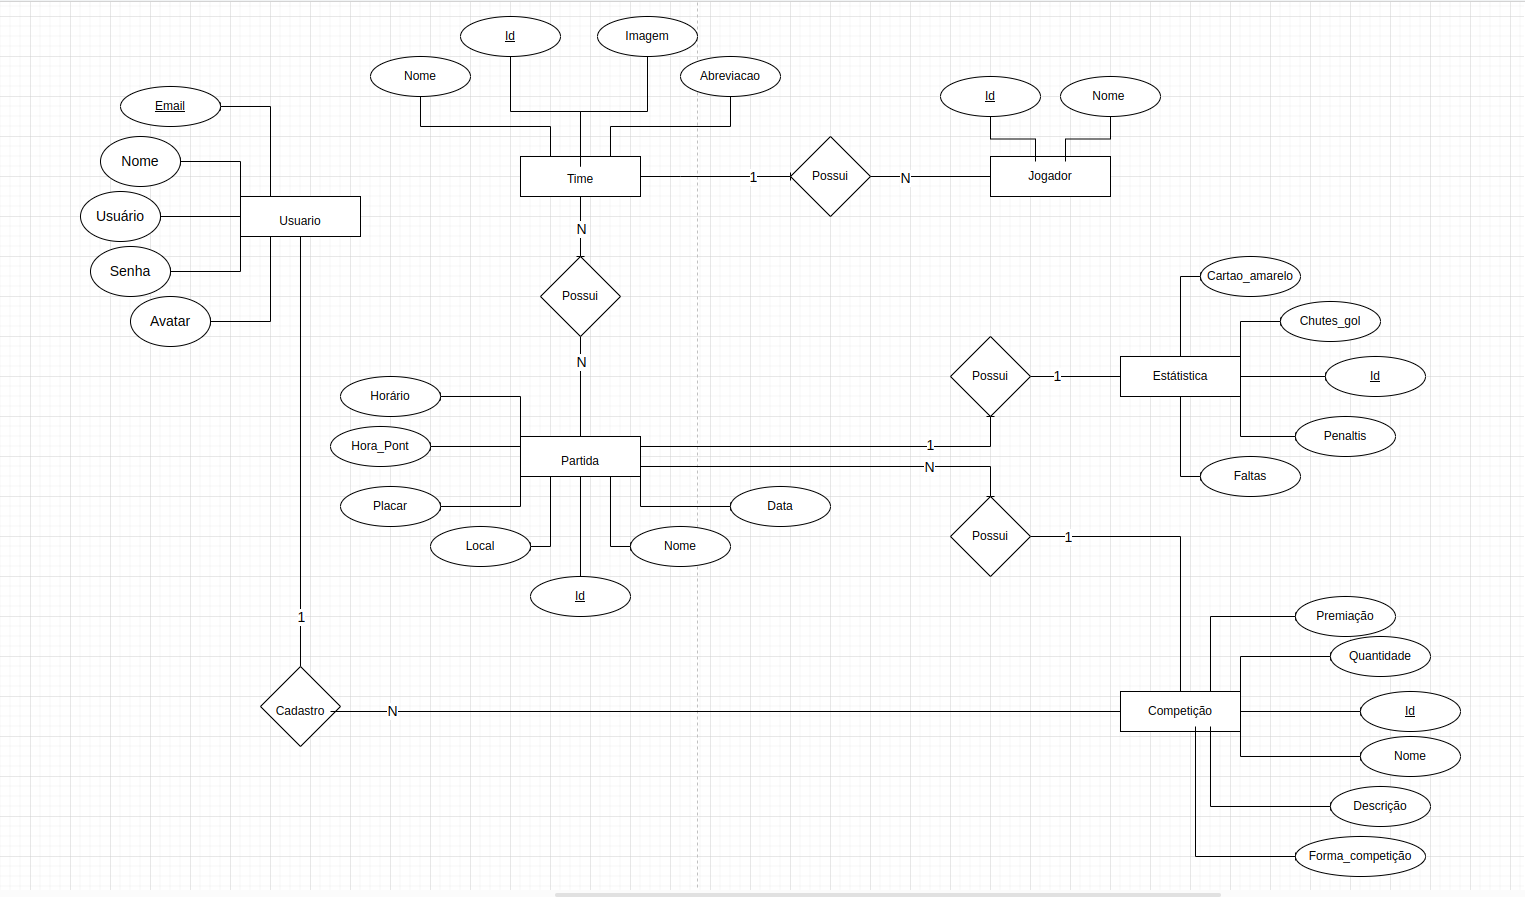 Id
Imagem
Nome
Abreviacao
Email
Id
Nome
Nome
Time
1
Possui
N
Jogador
Usuário
Usuario
N
Senha
Cartao_amarelo
Possui
Avatar
Chutes_gol
N
Possui
1
Estátistica
Id
Horário
Hora_Pont
1
Penaltis
Partida
N
Faltas
Placar
Data
Local
Nome
Possui
1
Id
1
Premiação
Quantidade
Cadastro
N
Competição
Id
Nome
Descrição
Forma_competição